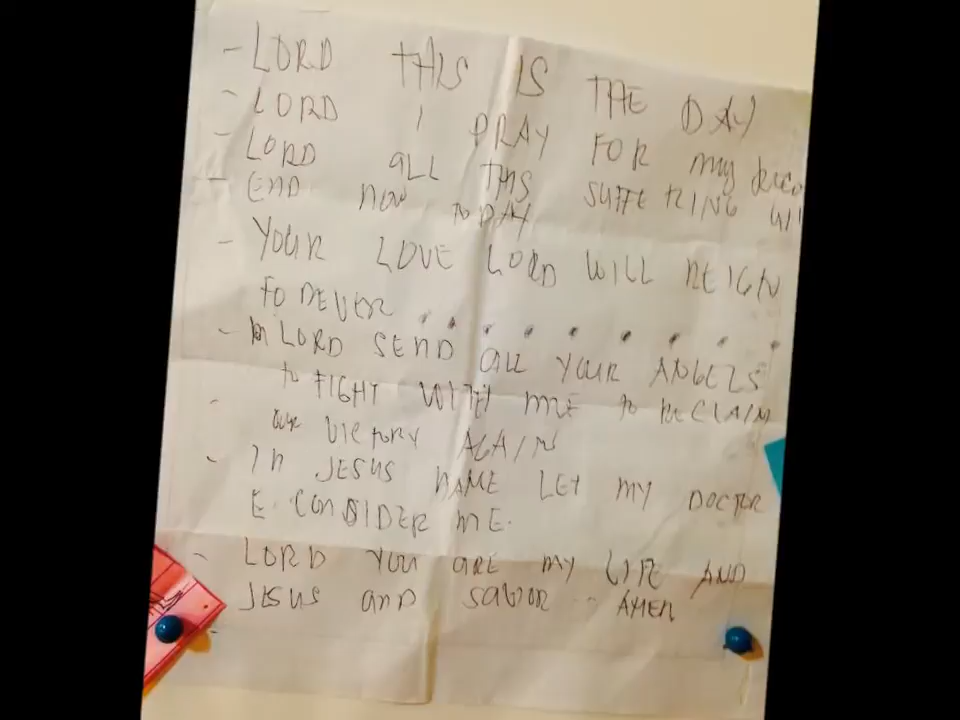 - LORD THIS IS THE DAY
- LORD I PRAY FOR my
- LORD aLL THIS SUFFERING
- END NOW TODAY
- YOUR LOVE LORD WILL REIGN
FOREVER . . . . . . . . .
- LORD SEND all YOUR ANGELS
to FIGHT WITH ME to RECLAIM
- our VICTORY AGAIN
- In JESUS NAME LET MY DOCTOR
E. CONSIDER ME.
- LORD YOU ARE MY LIFE AND
JESUS and SAVIOR .. AMEN
-